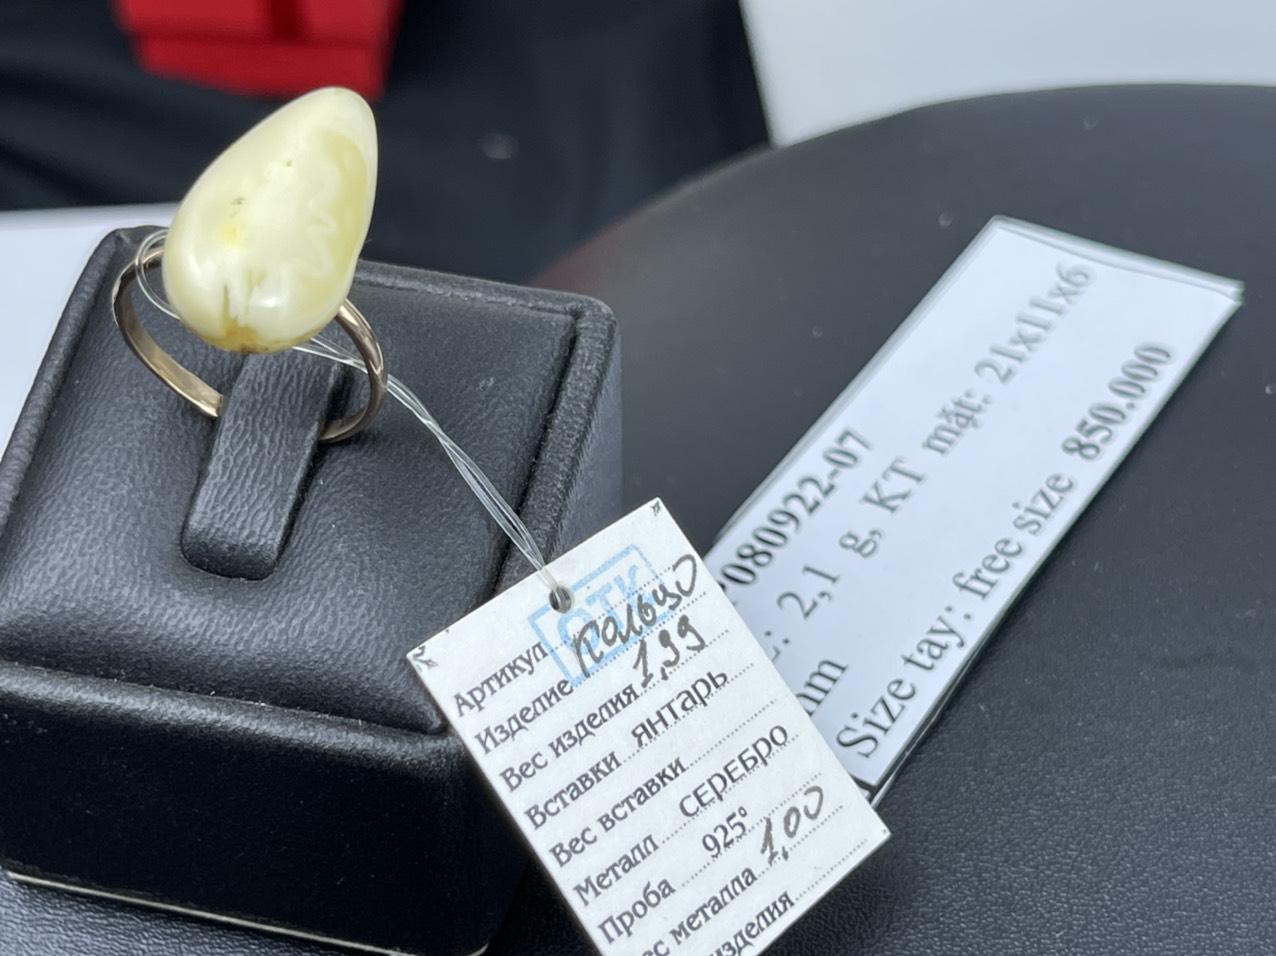 ОТК
Артикул
Изделие кольцо
Вес изделия 1,99
Вставки янтарь
Вес вставки
Металл СЕРЕБРО
Проба 925°
ес металла 1,00
изделия
080922-07
: 2,1 g, KT mặt: 21x11x6
mm
Size tay: free size 850.000